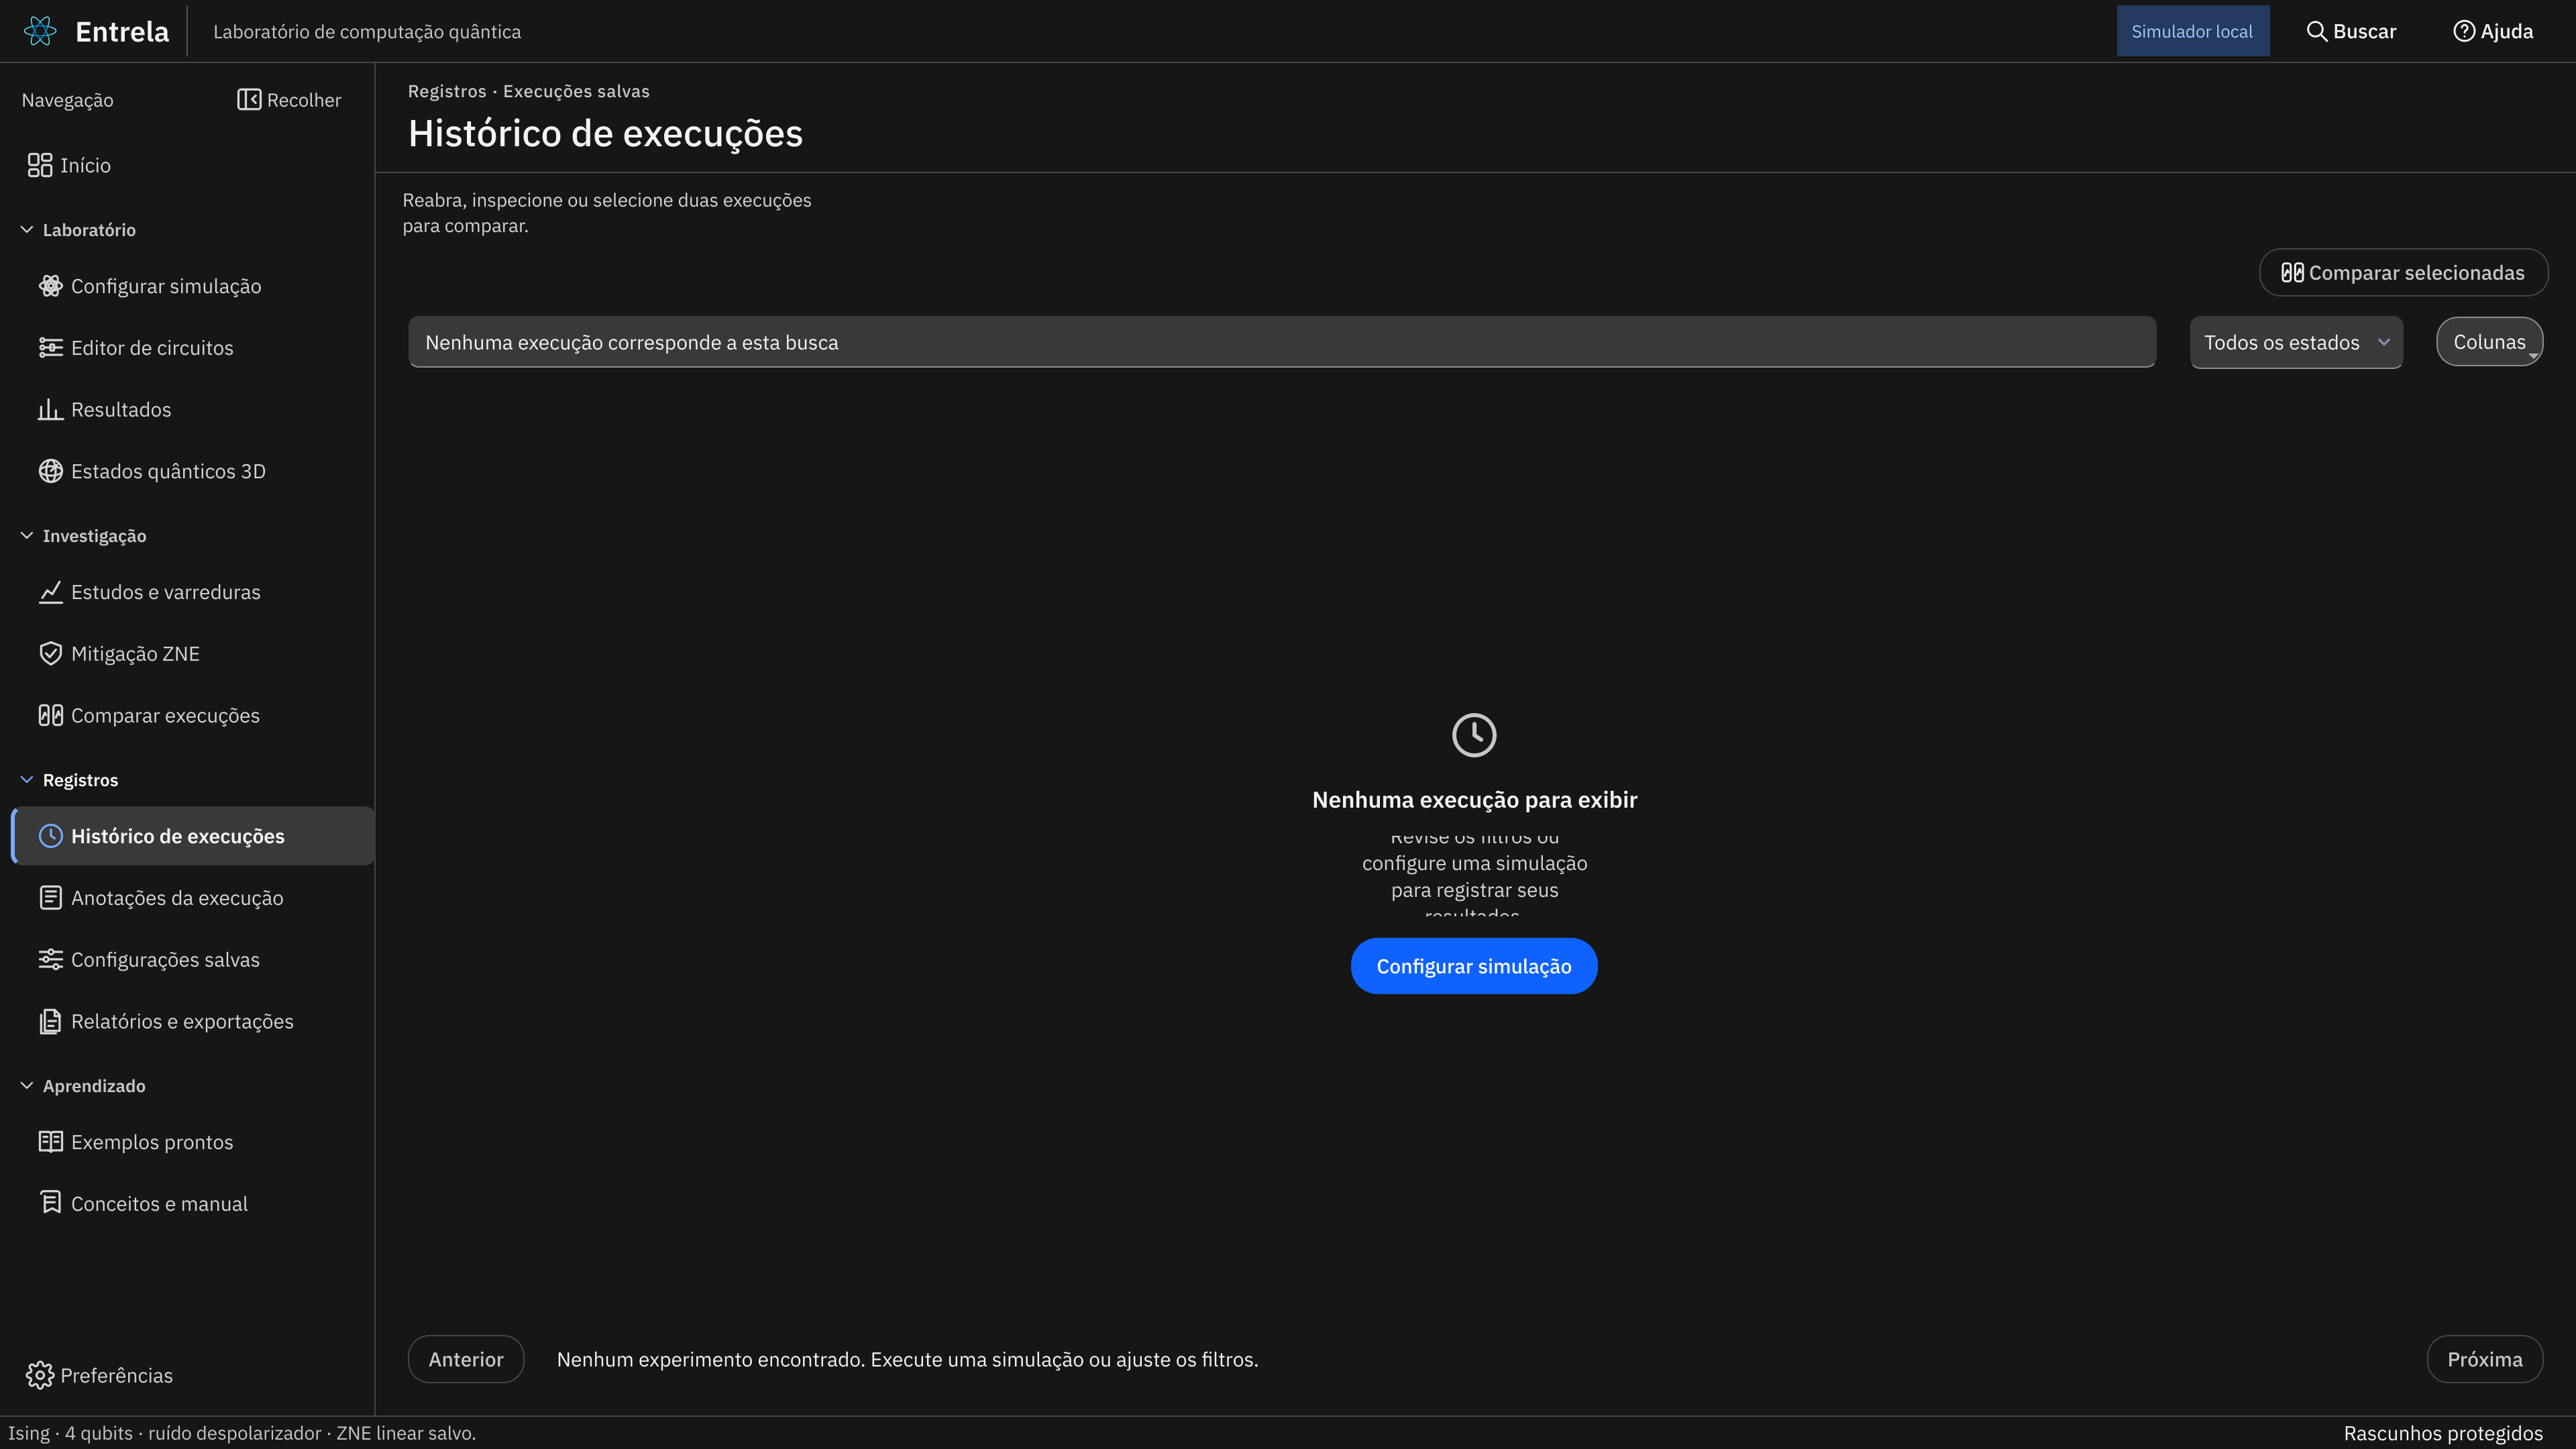 Entrela
Laboratório de computação quântica
Simulador local
Buscar
Ajuda
Navegação
Recolher
Início
Laboratório
Configurar simulação
Editor de circuitos
Resultados
Estados quânticos 3D
Investigação
Estudos e varreduras
Mitigação ZNE
Comparar execuções
Registros
Histórico de execuções
Anotações da execução
Configurações salvas
Relatórios e exportações
Aprendizado
Exemplos prontos
Conceitos e manual
Preferências
Registros · Execuções salvas
Histórico de execuções
Reabra, inspecione ou selecione duas execuções
para comparar.
Comparar selecionadas
Nenhuma execução corresponde a esta busca
Todos os estados
Colunas
Nenhuma execução para exibir
Revise os filtros ou
configure uma simulação
para registrar seus
resultados.
Configurar simulação
Anterior
Nenhum experimento encontrado. Execute uma simulação ou ajuste os filtros.
Próxima
Ising · 4 qubits · ruído despolarizador · ZNE linear salvo.
Rascunhos protegidos